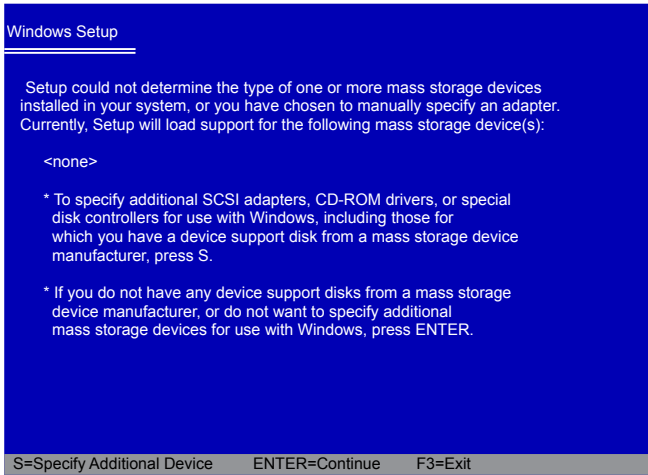 Windows Setup
Setup could not determine the type of one or more mass storage devices
installed in your system, or you have chosen to manually specify an adapter.
Currently, Setup will load support for the following mass storage device(s):
<none>
* To specify additional SCSI adapters, CD-ROM drivers, or special
disk controllers for use with Windows, including those for
which you have a device support disk from a mass storage device
manufacturer, press S.
* If you do not have any device support disks from a mass storage
device manufacturer, or do not want to specify additional
mass storage devices for use with Windows, press ENTER.
S=Specify Additional Device ENTER=Continue F3=Exit